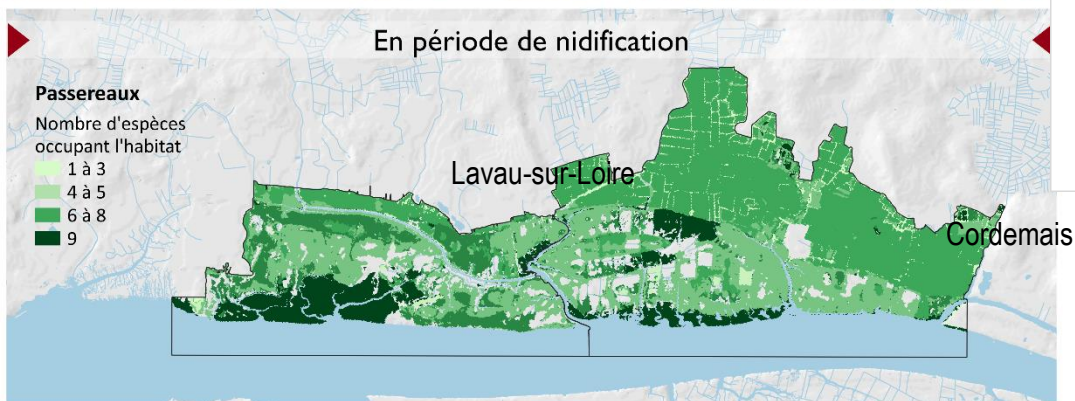 En période de nidification
Passereaux
Nombre d'espèces
occupant l'habitat
1 à 3
4 à 5
6 à 8
9
Lavau-sur-Loire
Cordemais